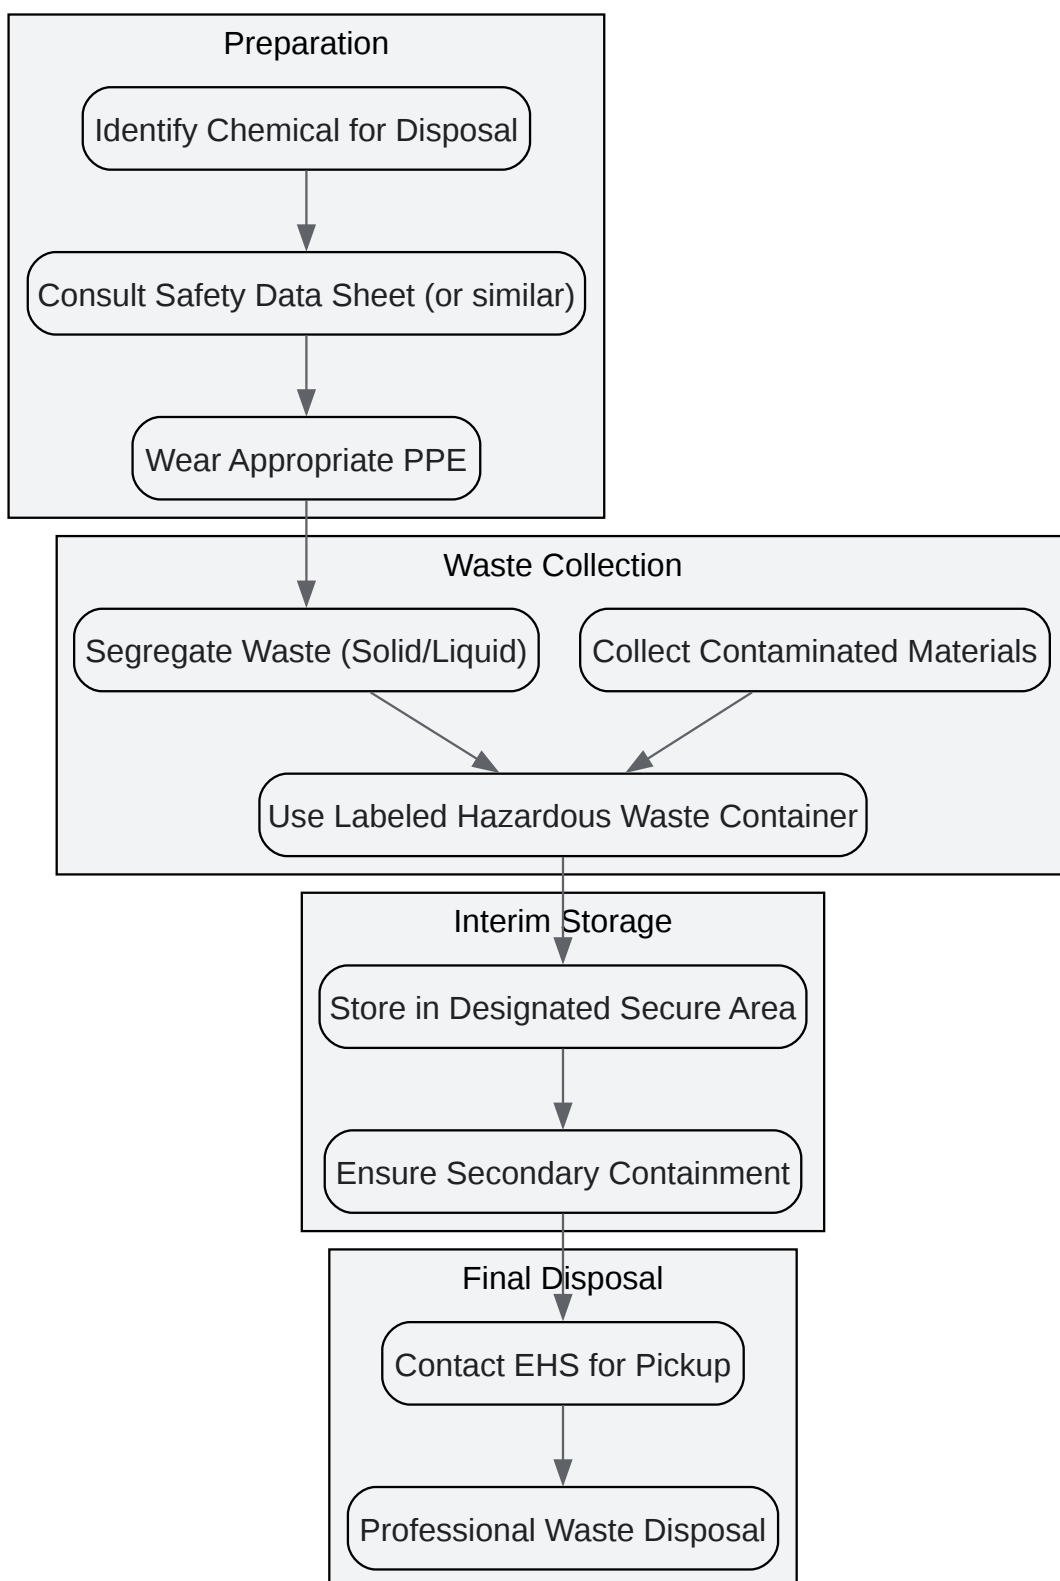 Preparation
Identify Chemical for Disposal
Consult Safety Data Sheet (or similar)
Wear Appropriate PPE
Waste Collection
Segregate Waste (Solid/Liquid)
Collect Contaminated Materials
Use Labeled Hazardous Waste Container
Interim Storage
Store in Designated Secure Area
Ensure Secondary Containment
Final Disposal
Contact EHS for Pickup
Professional Waste Disposal